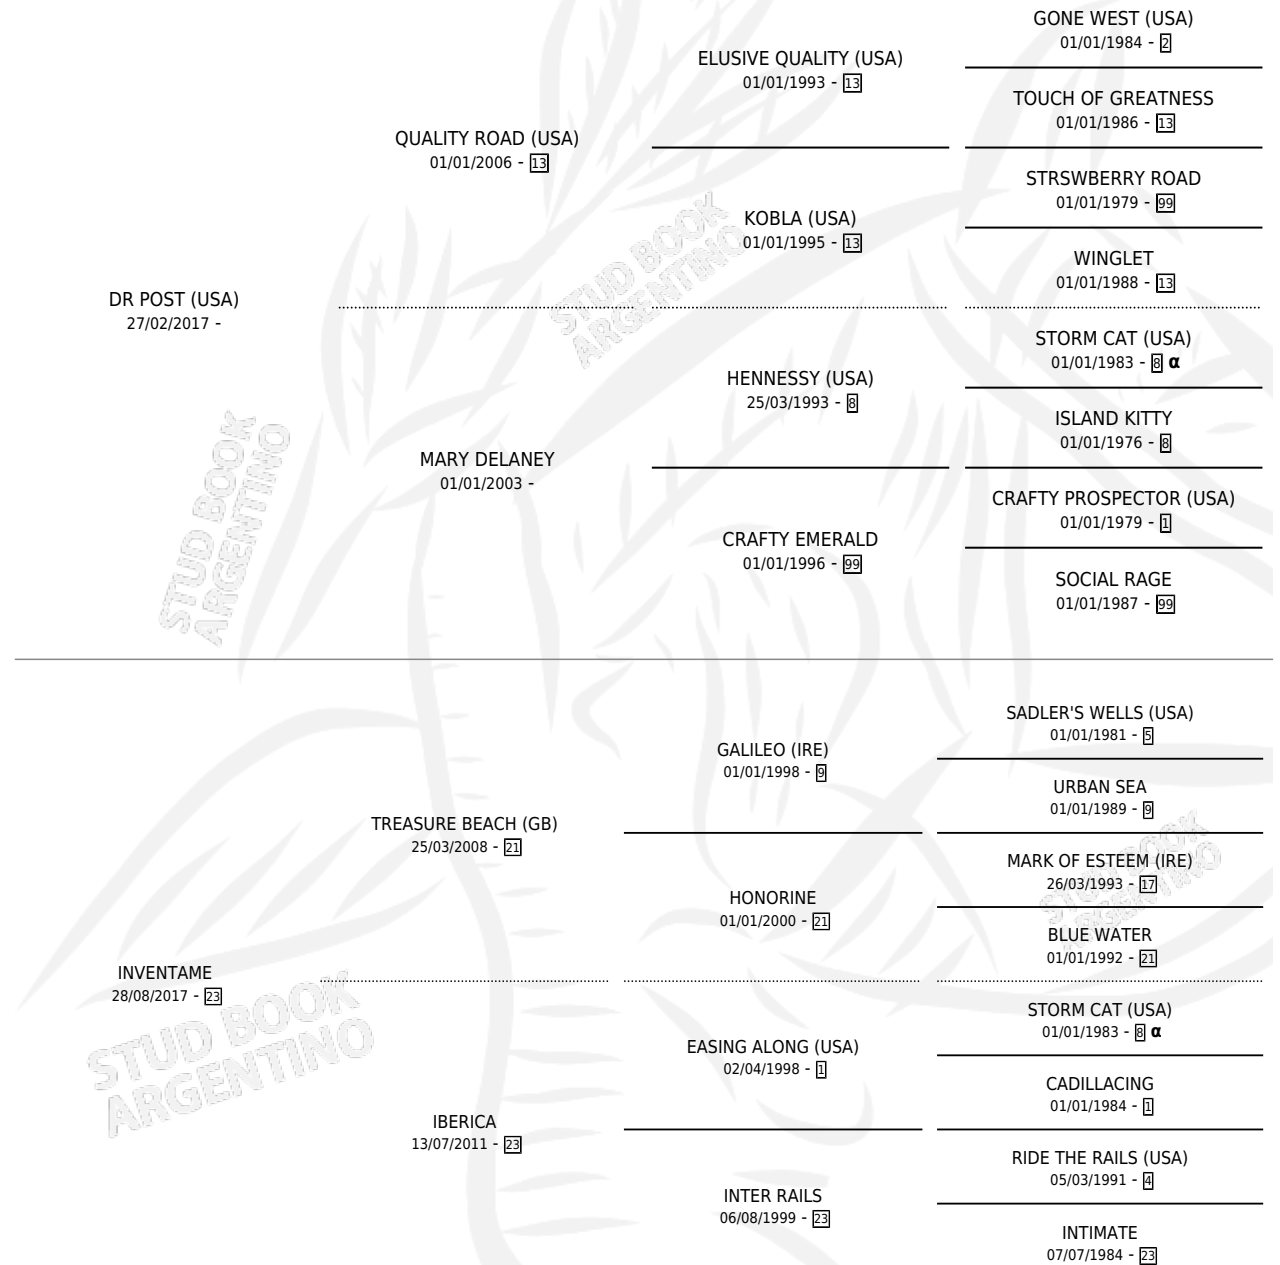 GONE WEST (USA)
01/01/1984 - 2
ELUSIVE QUALITY (USA)
01/01/1993 - 13
TOUCH OF GREATNESS
01/01/1986 - 13
QUALITY ROAD (USA)
01/01/2006 - 13
STRSWBERRY ROAD
01/01/1979 - 99
KOBLA (USA)
01/01/1995 - 13
WINGLET
01/01/1988 - 13
DR POST (USA)
27/02/2017 -
STORM CAT (USA)
01/01/1983 - 8 α
HENNESSY (USA)
25/03/1993 - 8
ISLAND KITTY
01/01/1976 - 8
MARY DELANEY
01/01/2003 -
CRAFTY PROSPECTOR (USA)
01/01/1979 - 1
CRAFTY EMERALD
01/01/1996 - 99
SOCIAL RAGE
01/01/1987 - 99
STUD BOOK
ARGENTINO
STUD BOOK
ARGENTINO
SADLER'S WELLS (USA)
01/01/1981 - 5
GALILEO (IRE)
01/01/1998 - 9
URBAN SEA
01/01/1989 - 9
TREASURE BEACH (GB)
25/03/2008 - 21
MARK OF ESTEEM (IRE)
26/03/1993 - 17
HONORINE
01/01/2000 - 21
BLUE WATER
01/01/1992 - 21
INVENTAME
28/08/2017 - 23
STORM CAT (USA)
01/01/1983 - 8 α
EASING ALONG (USA)
02/04/1998 - 1
CADILLACING
01/01/1984 - 1
IBERICA
13/07/2011 - 23
RIDE THE RAILS (USA)
05/03/1991 - 4
INTER RAILS
06/08/1999 - 23
INTIMATE
07/07/1984 - 23
STUD BOOK
ARGENTINO
STUD BOOK
ARGENTINO